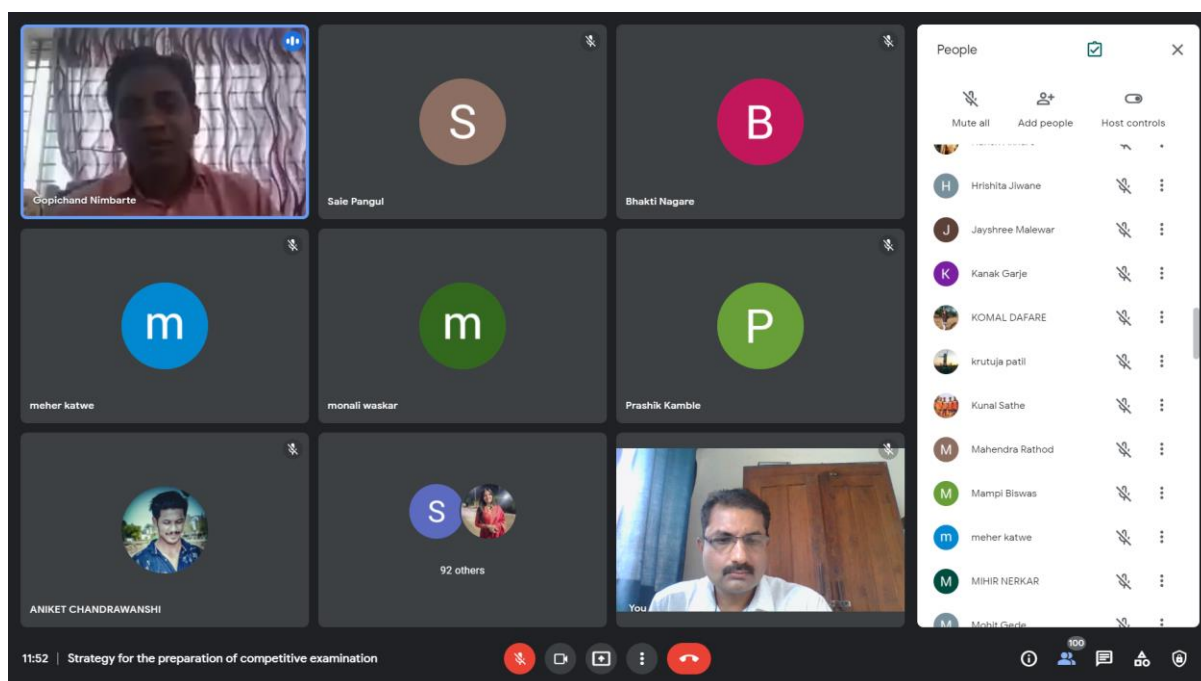 Gopichand Nimbarte
S
Saie Pangul
B
Bhakti Nagare
m
meher katwe
m
monali waskar
P
Prashik Kamble
ANIKET CHANDRAWANSHI
S
92 others
You
People
Mute all
Add people
Host controls
H Hrishita Jiwane
J Jayshree Malewar
K Kanak Garje
KOMAL DAFARE
krutuja patil
Kunal Sathe
M Mahendra Rathod
M Mampi Biswas
m meher katwe
M MIHIR NERKAR
M Mohit Gede
11:52 | Strategy for the preparation of competitive examination
100